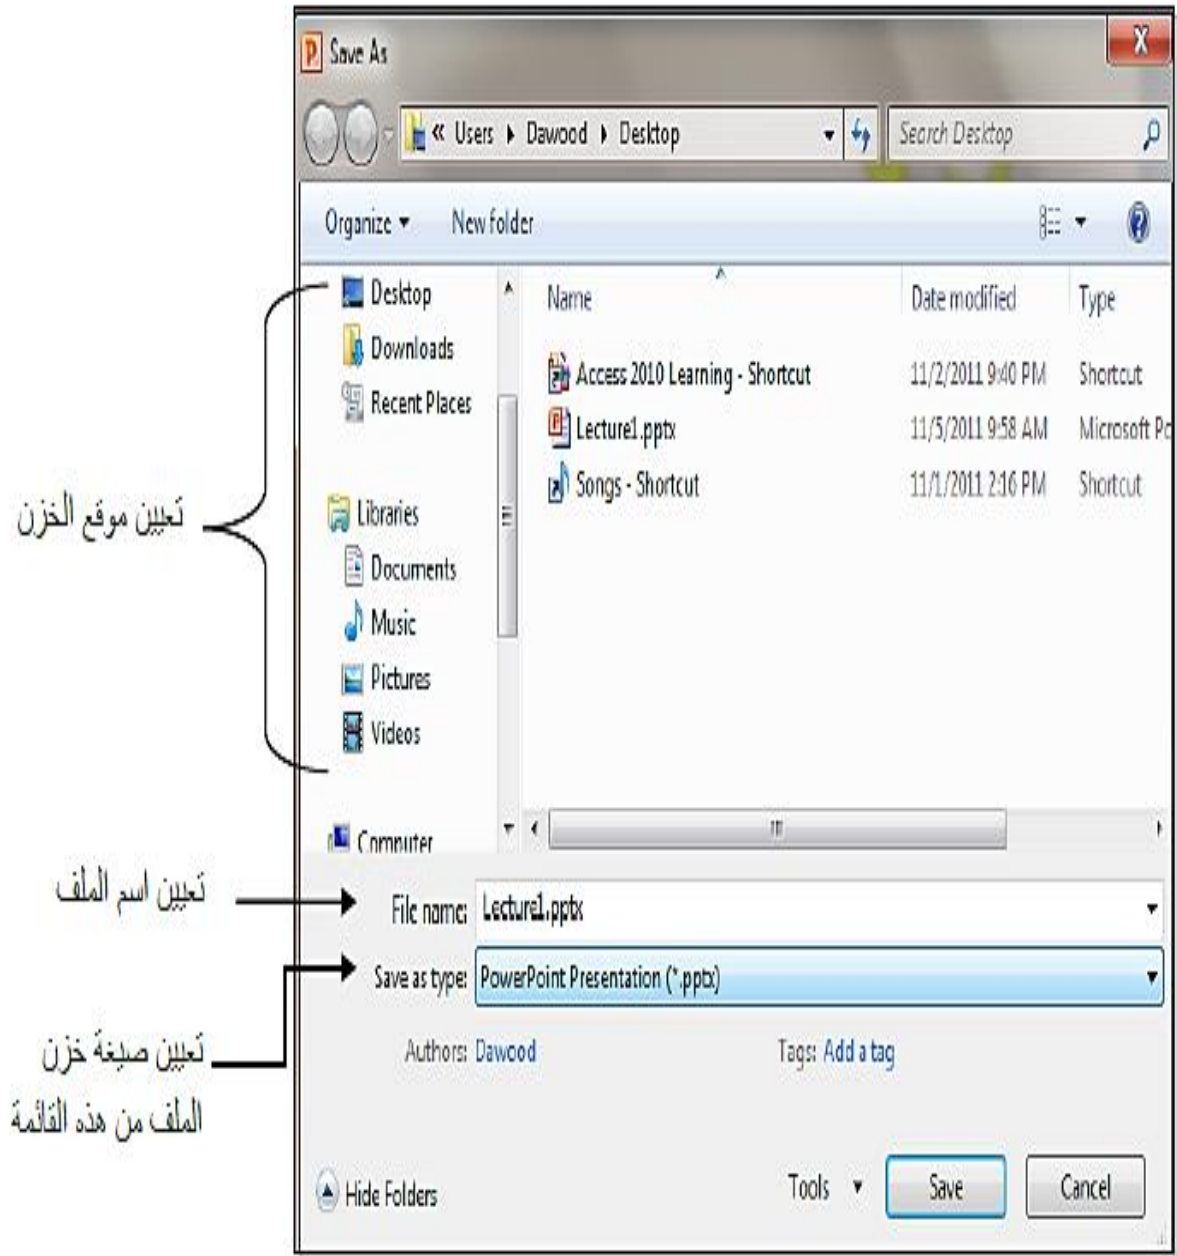 Save As
« Users ▸ Dawood ▸ Desktop
Search Desktop
Organize ▾ New folder
Desktop
Downloads
Recent Places
Libraries
Documents
Music
Pictures
Videos
Computer
Name Date modified Type
Access 2010 Learning - Shortcut 11/2/2011 9:40 PM Shortcut
Lecture1.pptx 11/5/2011 9:58 AM Microsoft Po
Songs - Shortcut 11/1/2011 2:16 PM Shortcut
تعيين موقع الخزن
تعيين اسم الملف
File name: Lecture1.pptx
Save as type: PowerPoint Presentation (*.pptx)
تعيين صيغة خزن
الملف من هذه القائمة
Authors: Dawood Tags: Add a tag
Hide Folders Tools ▾ Save Cancel